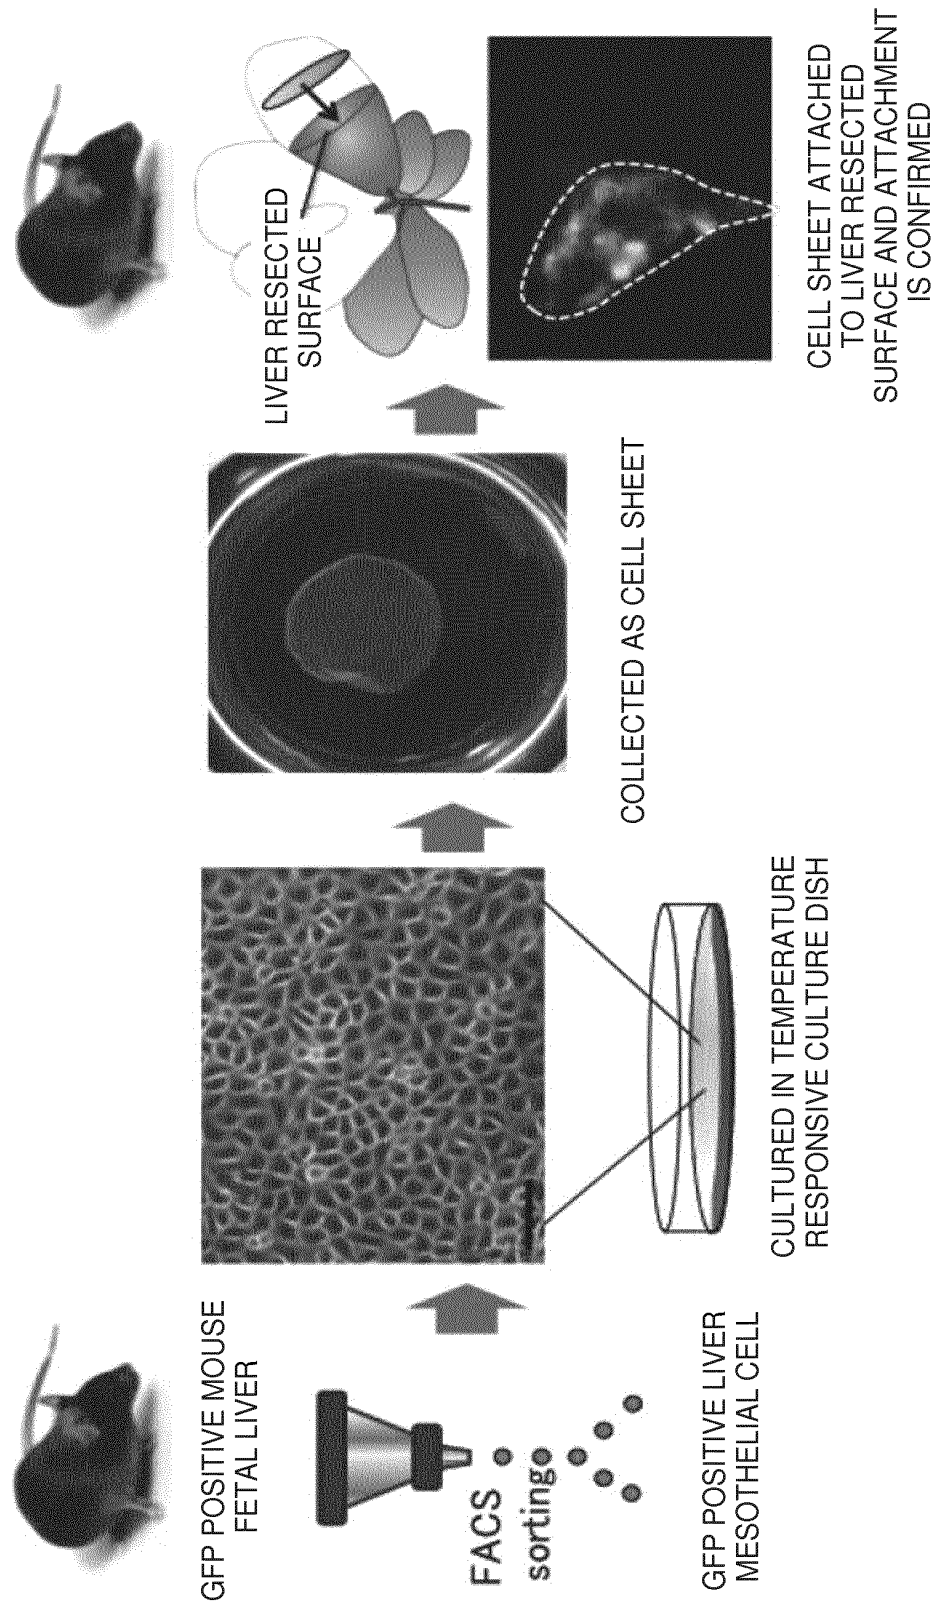 GFP POSITIVE MOUSE
FETAL LIVER
FACS
sorting
GFP POSITIVE LIVER
MESOTHELIAL CELL
CULTURED IN TEMPERATURE
RESPONSIVE CULTURE DISH
COLLECTED AS CELL SHEET
LIVER RESECTED
SURFACE
CELL SHEET ATTACHED
TO LIVER RESECTED
SURFACE AND ATTACHMENT
IS CONFIRMED